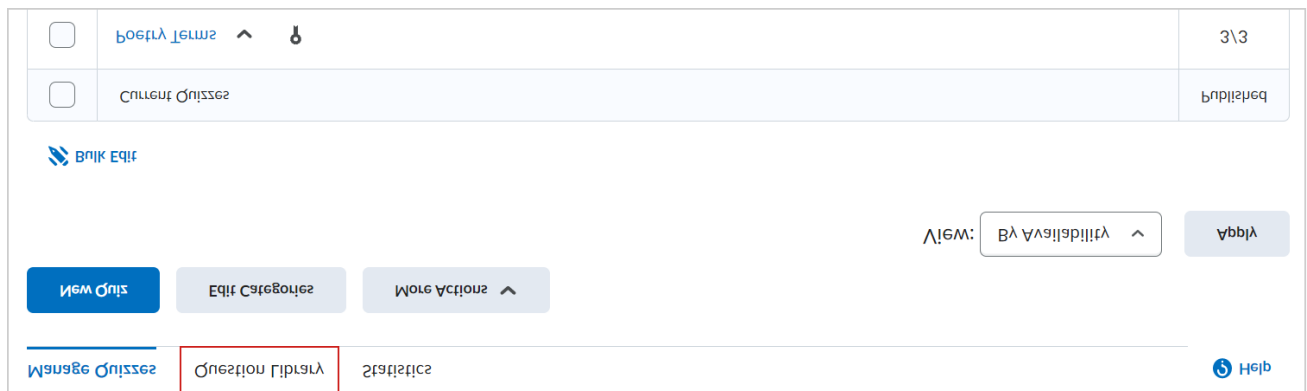 Manage Quizzes Question Library Statistics Help
New Quiz Edit Categories More Actions
View: By Availability Apply
Bulk Edit
Current Quizzes Published
Poetry Terms 3/3